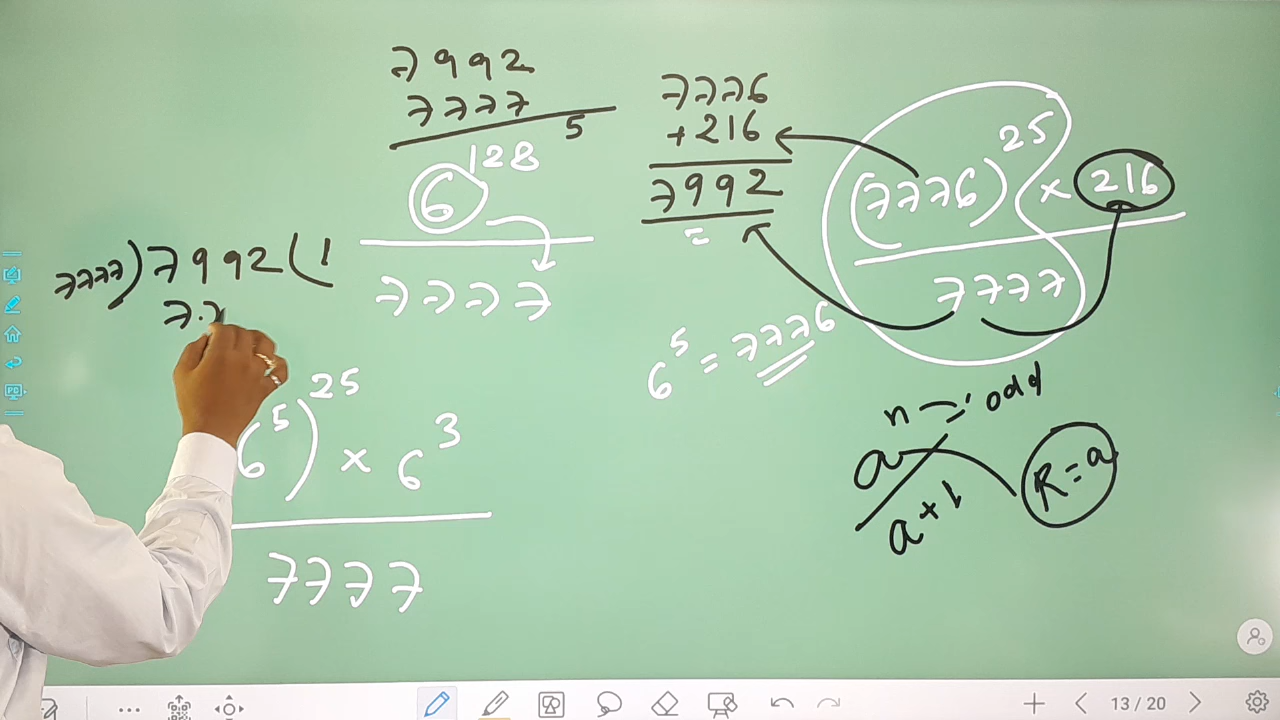 7992
7777
5
6^128
7777
7777)7992(1
77
6^5)^25 × 6^3
7777
7776
+216
7992
=
(7776)^25 × 216
7777
6^5 = 7776
n → odd
a
a+1
R=a
13 / 20